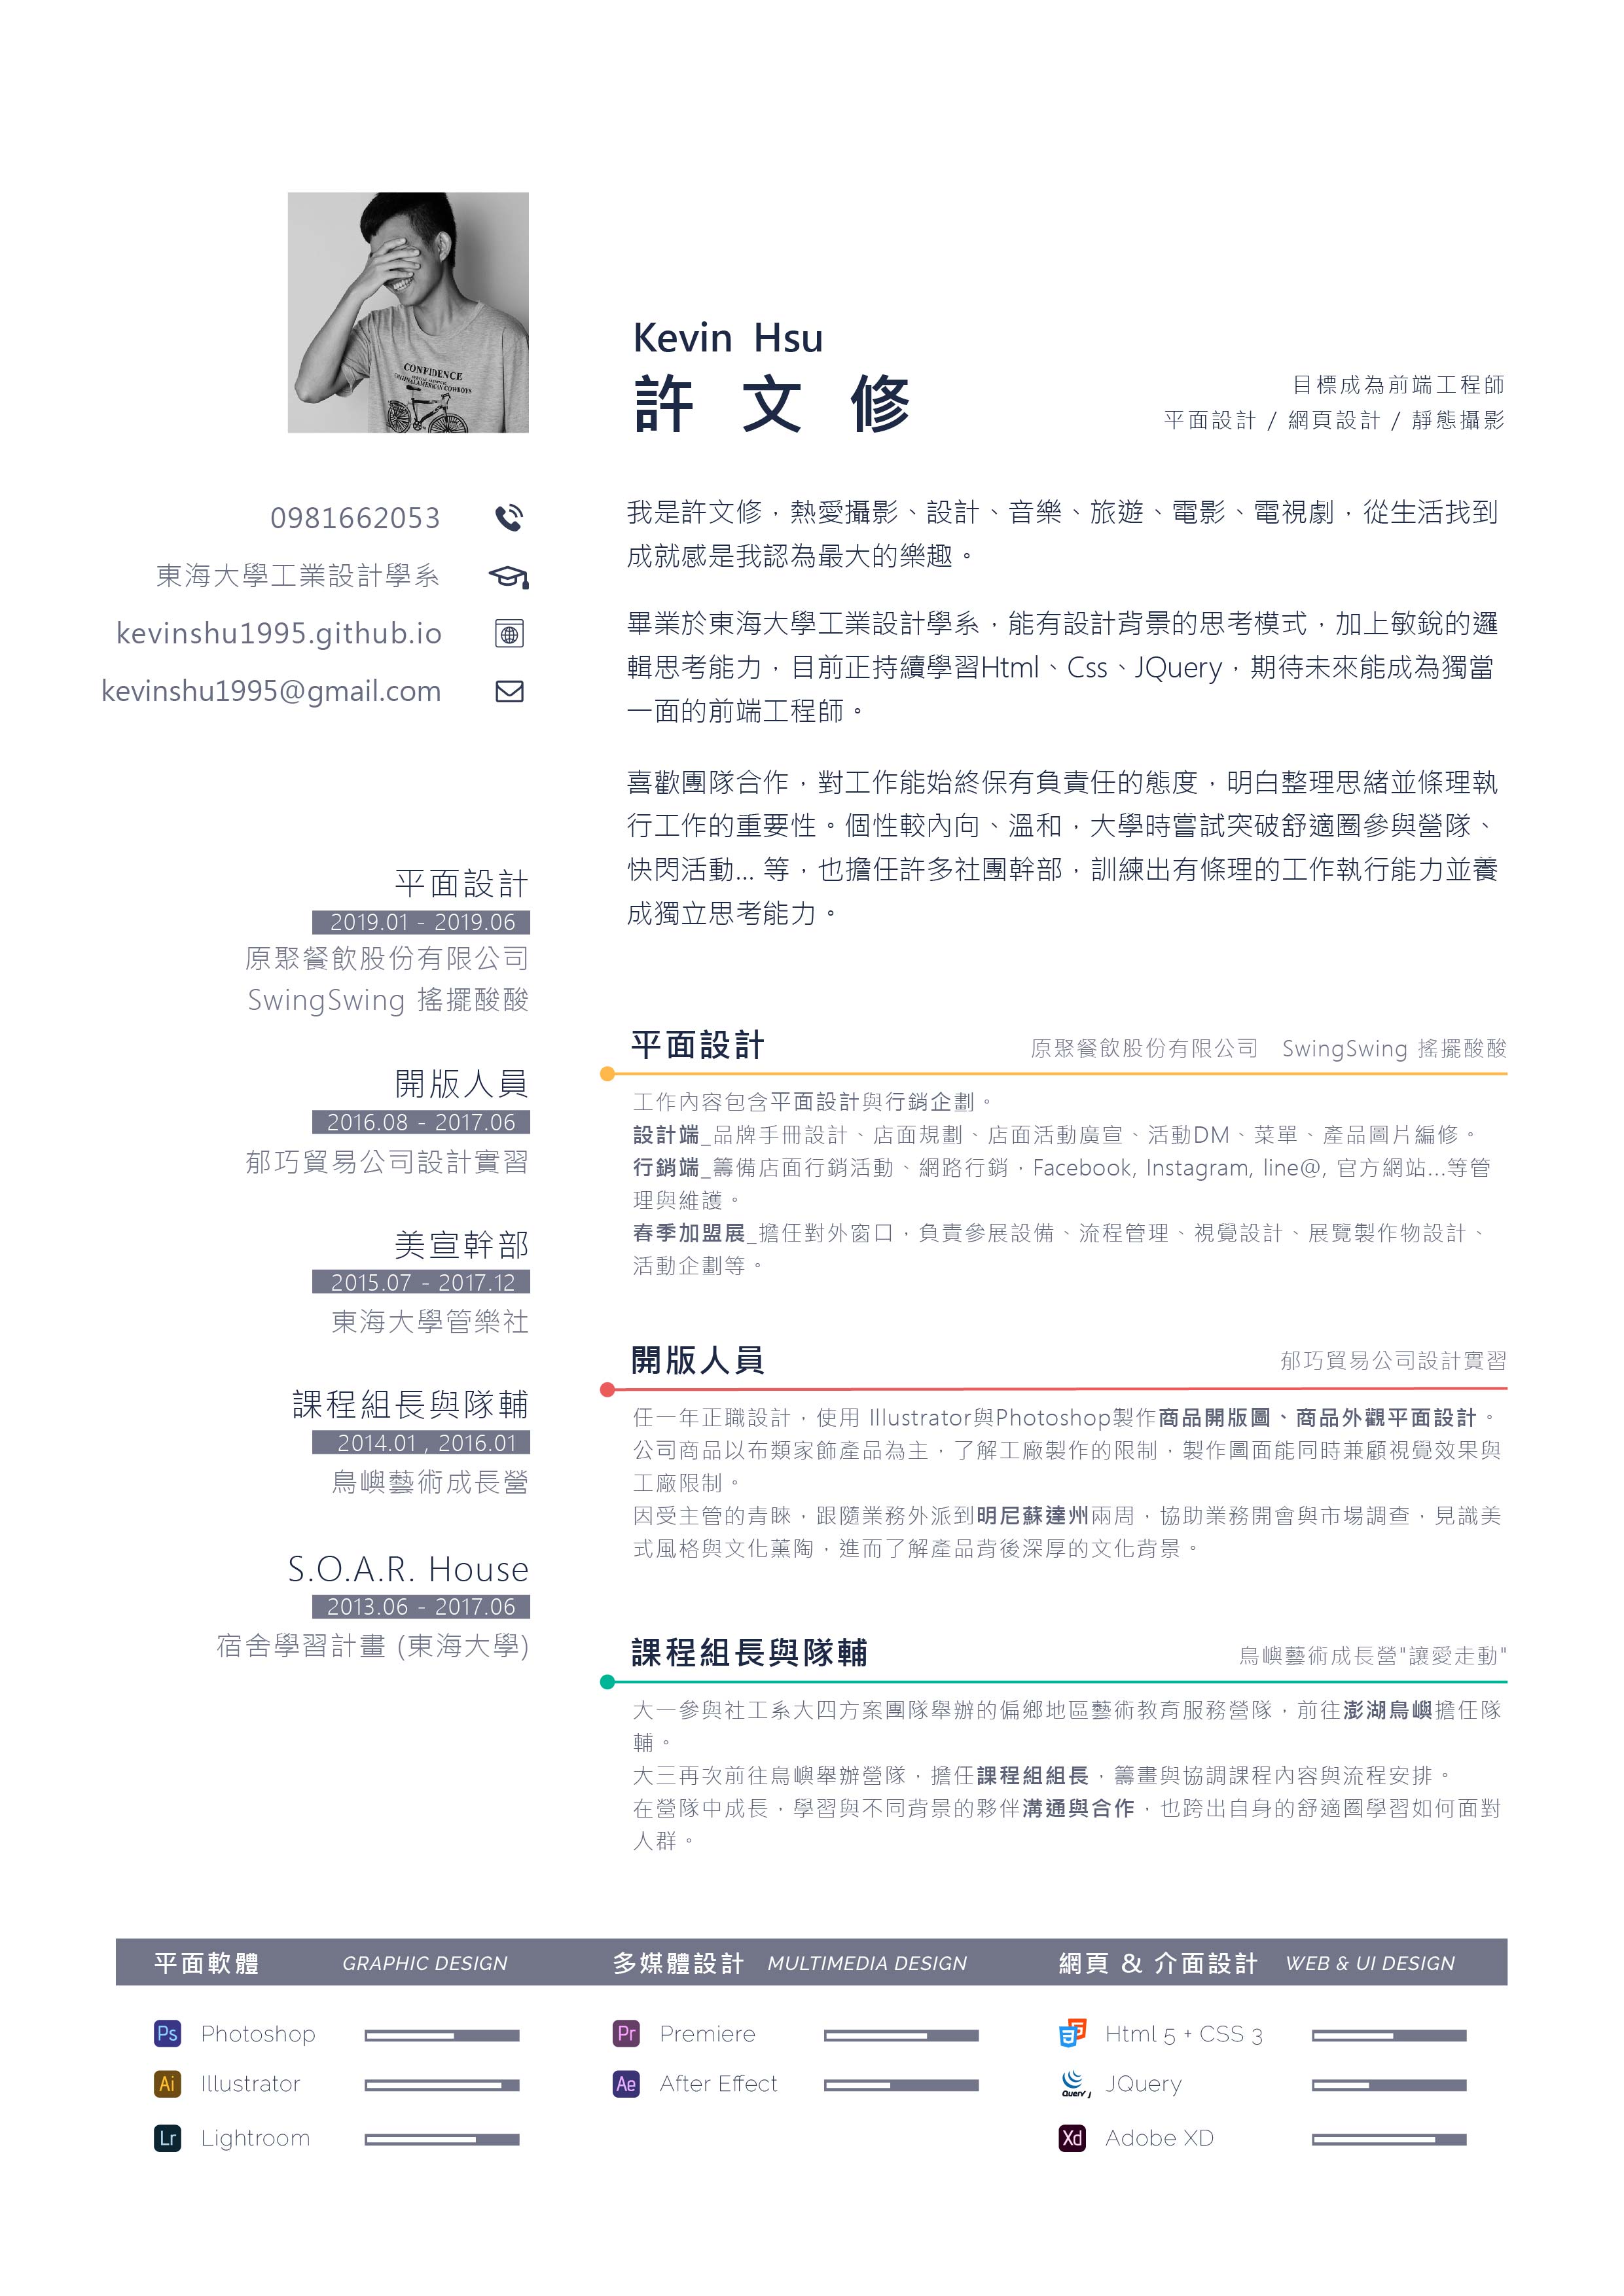 CONFIDENCE
ORIGINAL AMERICAN COWBOYS
Kevin Hsu
許文修
目標成為前端工程師
平面設計 / 網頁設計 / 靜態攝影
0981662053
東海大學工業設計學系
kevinshu1995.github.io
kevinshu1995@gmail.com
我是許文修，熱愛攝影、設計、音樂、旅遊、電影、電視劇，從生活找到
成就感是我認為最大的樂趣。
畢業於東海大學工業設計學系，能有設計背景的思考模式，加上敏銳的邏
輯思考能力，目前正持續學習Html、Css、JQuery，期待未來能成為獨當
一面的前端工程師。
喜歡團隊合作，對工作能始終保有負責任的態度，明白整理思緒並條理執
行工作的重要性。個性較內向、溫和，大學時嘗試突破舒適圈參與營隊、
快閃活動... 等，也擔任許多社團幹部，訓練出有條理的工作執行能力並養
成獨立思考能力。
平面設計
2019.01 - 2019.06
原聚餐飲股份有限公司
SwingSwing 搖擺酸酸
開版人員
2016.08 - 2017.06
郁巧貿易公司設計實習
美宣幹部
2015.07 - 2017.12
東海大學管樂社
課程組長與隊輔
2014.01 , 2016.01
鳥嶼藝術成長營
S.O.A.R. House
2013.06 - 2017.06
宿舍學習計畫 (東海大學)
平面設計
原聚餐飲股份有限公司 SwingSwing 搖擺酸酸
工作內容包含平面設計與行銷企劃。
設計端_品牌手冊設計、店面規劃、店面活動廣宣、活動DM、菜單、產品圖片編修。
行銷端_籌備店面行銷活動、網路行銷，Facebook, Instagram, line@, 官方網站...等管
理與維護。
春季加盟展_擔任對外窗口，負責參展設備、流程管理、視覺設計、展覽製作物設計、
活動企劃等。
開版人員
郁巧貿易公司設計實習
任一年正職設計，使用 Illustrator與Photoshop製作商品開版圖、商品外觀平面設計。
公司商品以布類家飾產品為主，了解工廠製作的限制，製作圖面能同時兼顧視覺效果與
工廠限制。
因受主管的青睞，跟隨業務外派到明尼蘇達州兩周，協助業務開會與市場調查，見識美
式風格與文化薰陶，進而了解產品背後深厚的文化背景。
課程組長與隊輔
鳥嶼藝術成長營"讓愛走動"
大一參與社工系大四方案團隊舉辦的偏鄉地區藝術教育服務營隊，前往澎湖鳥嶼擔任隊
輔。
大三再次前往鳥嶼舉辦營隊，擔任課程組組長，籌畫與協調課程內容與流程安排。
在營隊中成長，學習與不同背景的夥伴溝通與合作，也跨出自身的舒適圈學習如何面對
人群。
平面軟體 GRAPHIC DESIGN
Ps Photoshop
Ai Illustrator
Lr Lightroom
多媒體設計 MULTIMEDIA DESIGN
Pr Premiere
Ae After Effect
網頁 & 介面設計 WEB & UI DESIGN
Html 5 + CSS 3
JQuery
Xd Adobe XD